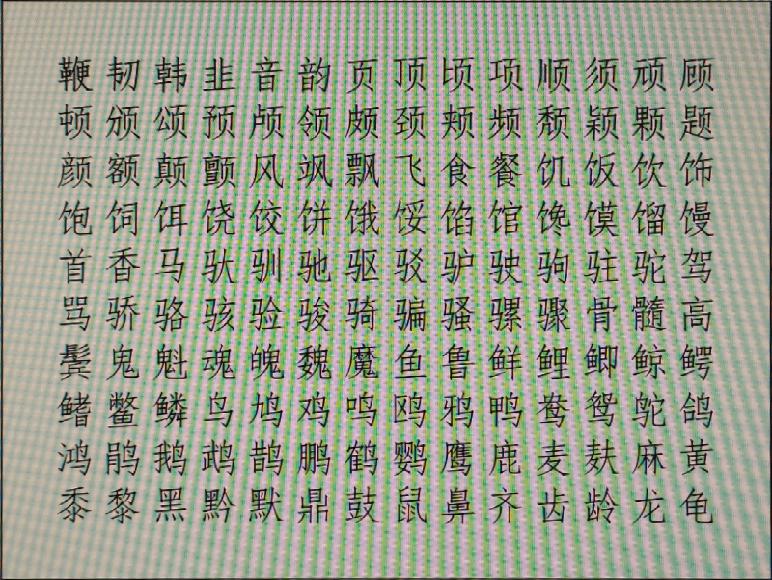 鞭韧韩韭音韵页顶顷项顺须顽顾
顿颁颂预颅领颇颈颊频颓颖颗题
颜额颠颤风飒飘飞食餐饥饭饮饰
饱饲饵饶饺饼饿馁馅馆馋馍馏馒
首香马驮驯驰驱驳驴驶驹驻驼驾
骂骄骆骇验骏骑骗骚骡骤骨髓高
鬓鬼魁魂魄魏魔鱼鲁鲜鲤鲫鲸鳄
鳍鳖鳞鸟鸠鸡鸣鸥鸦鸭鸯鸳鸵鸽
鸿鹃鹅鹉鹊鹏鹤鹦鹰鹿麦麸麻黄
黍黎黑黔默鼎鼓鼠鼻齐齿龄龙龟